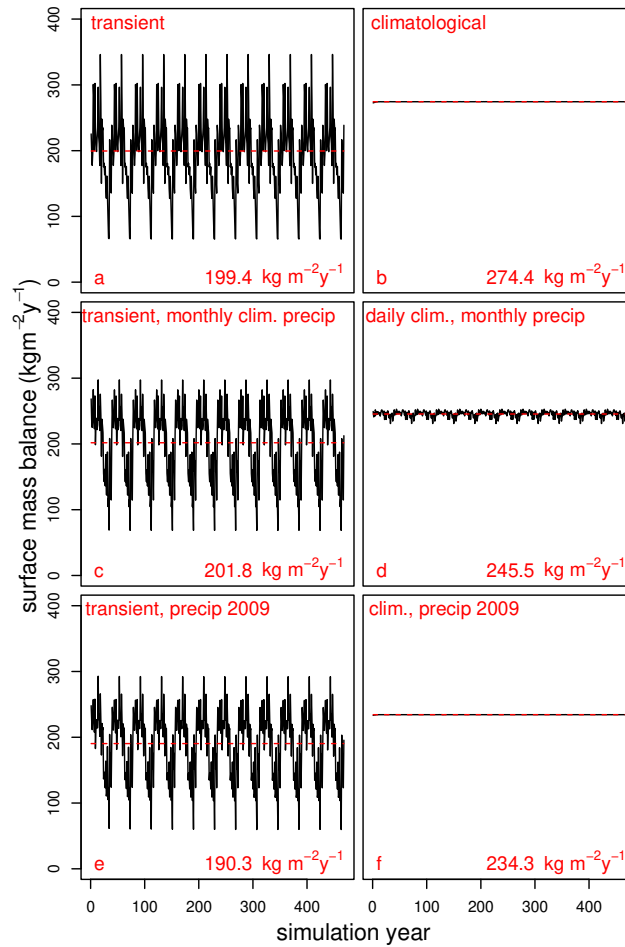 transient
climatological
400
300
200
100
0
a 199.4 kg m⁻²y⁻¹
b 274.4 kg m⁻²y⁻¹
transient, monthly clim. precip
daily clim., monthly precip
400
300
200
100
0
c 201.8 kg m⁻²y⁻¹
d 245.5 kg m⁻²y⁻¹
surface mass balance (kgm⁻²y⁻¹)
transient, precip 2009
clim., precip 2009
400
300
200
100
0
e 190.3 kg m⁻²y⁻¹
f 234.3 kg m⁻²y⁻¹
0 100 200 300 400
0 100 200 300 400
simulation year